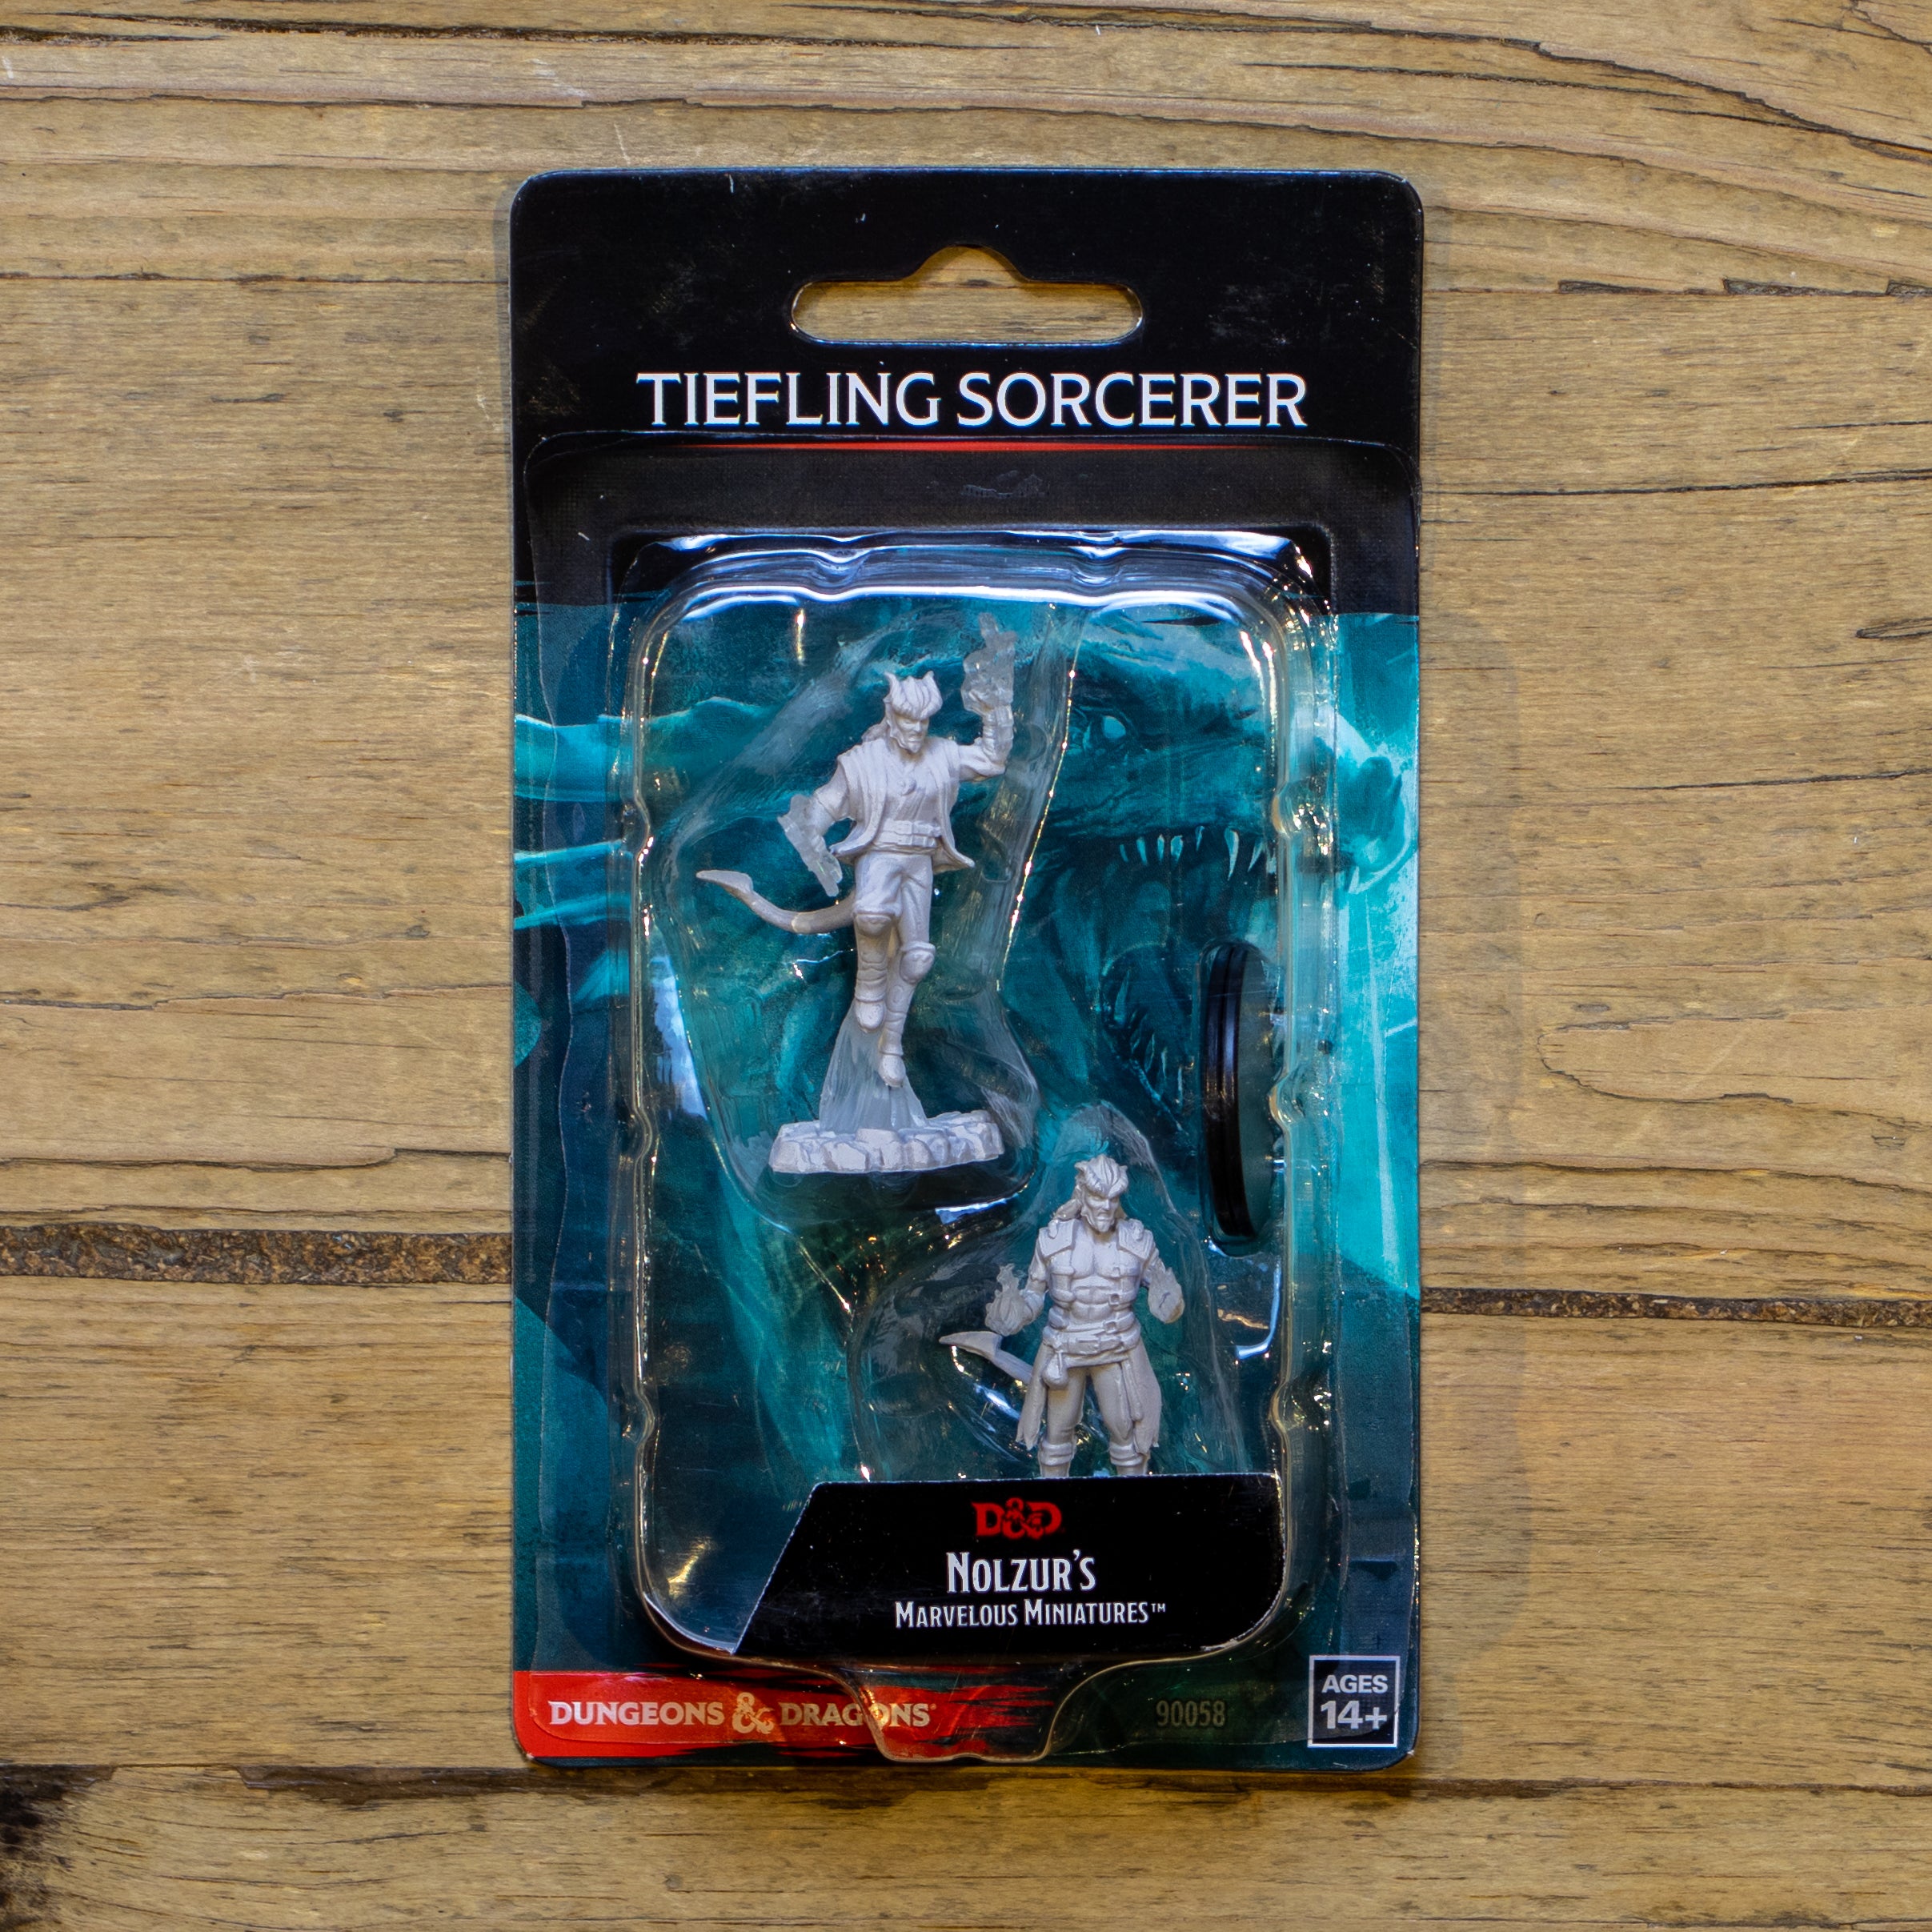 TIEFLING SORCERER
D&D
NOLZUR'S
MARVELOUS MINIATURES™
DUNGEONS & DRAGONS®
90058
AGES
14+